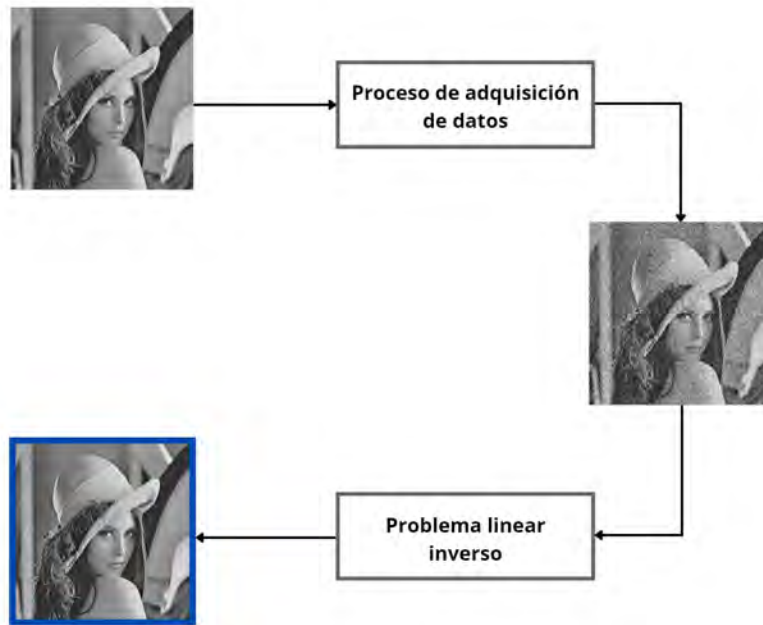 Proceso de adquisición
de datos
Problema linear
inverso